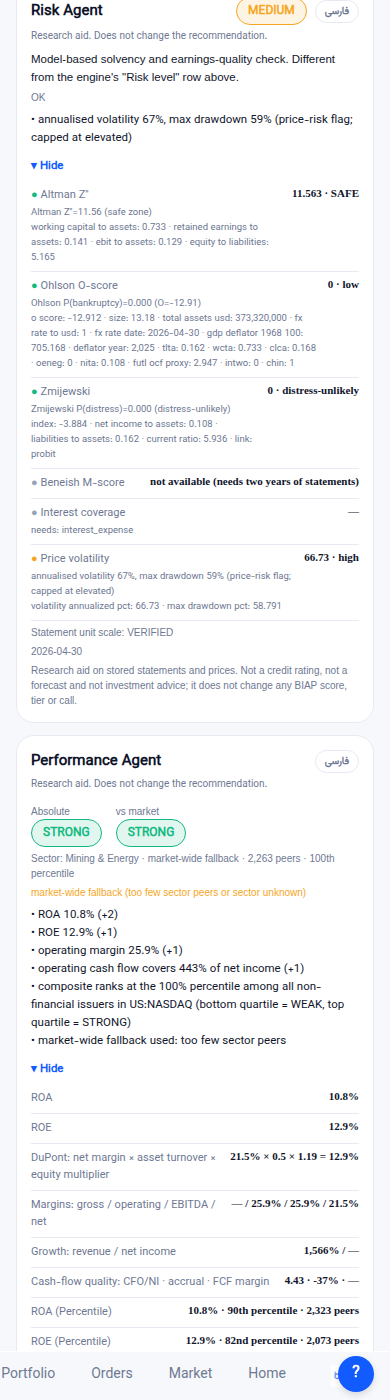 Risk Agent
MEDIUM
فارسی
Research aid. Does not change the recommendation.
Model-based solvency and earnings-quality check. Different
from the engine's "Risk level" row above.
OK
• annualised volatility 67%, max drawdown 59% (price-risk flag;
capped at elevated)
▾ Hide
● Altman Z″
11.563 · SAFE
Altman Z″=11.56 (safe zone)
working capital to assets: 0.733 · retained earnings to
assets: 0.141 · ebit to assets: 0.129 · equity to liabilities:
5.165
● Ohlson O-score
0 · low
Ohlson P(bankruptcy)=0.000 (O=-12.91)
o score: -12.912 · size: 13.18 · total assets usd: 373,320,000 · fx
rate to usd: 1 · fx rate date: 2026-04-30 · gdp deflator 1968 100:
705.168 · deflator year: 2,025 · tlta: 0.162 · wcta: 0.733 · clca: 0.168
· oeneg: 0 · nita: 0.108 · futl ocf proxy: 2.947 · intwo: 0 · chin: 1
● Zmijewski
0 · distress-unlikely
Zmijewski P(distress)=0.000 (distress-unlikely)
index: -3.884 · net income to assets: 0.108 ·
liabilities to assets: 0.162 · current ratio: 5.936 · link:
probit
● Beneish M-score
not available (needs two years of statements)
● Interest coverage
—
needs: interest_expense
● Price volatility
66.73 · high
annualised volatility 67%, max drawdown 59% (price-risk flag;
capped at elevated)
volatility annualized pct: 66.73 · max drawdown pct: 58.791
Statement unit scale: VERIFIED
2026-04-30
Research aid on stored statements and prices. Not a credit rating, not a
forecast and not investment advice; it does not change any BIAP score,
tier or call.
Performance Agent
فارسی
Research aid. Does not change the recommendation.
Absolute
vs market
STRONG
STRONG
Sector: Mining & Energy · market-wide fallback · 2,263 peers · 100th
percentile
market-wide fallback (too few sector peers or sector unknown)
• ROA 10.8% (+2)
• ROE 12.9% (+1)
• operating margin 25.9% (+1)
• operating cash flow covers 443% of net income (+1)
• composite ranks at the 100% percentile among all non-
financial issuers in US:NASDAQ (bottom quartile = WEAK, top
quartile = STRONG)
• market-wide fallback used: too few sector peers
▾ Hide
ROA
10.8%
ROE
12.9%
DuPont: net margin × asset turnover ×
equity multiplier
21.5% × 0.5 × 1.19 = 12.9%
Margins: gross / operating / EBITDA /
net
— / 25.9% / 25.9% / 21.5%
Growth: revenue / net income
1,566% / —
Cash-flow quality: CFO/NI · accrual · FCF margin
4.43 · -37% · —
ROA (Percentile)
10.8% · 90th percentile · 2,323 peers
ROE (Percentile)
12.9% · 82nd percentile · 2,073 peers
Portfolio
Orders
Market
Home
?